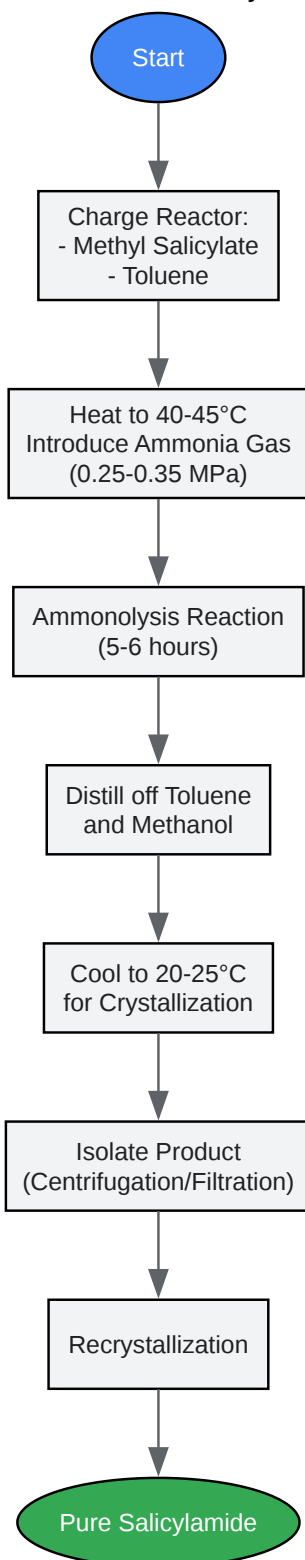 Start
Charge Reactor:
- Methyl Salicylate
- Toluene
Heat to 40-45°C
Introduce Ammonia Gas
(0.25-0.35 MPa)
Ammonolysis Reaction
(5-6 hours)
Distill off Toluene
and Methanol
Cool to 20-25°C
for Crystallization
Isolate Product
(Centrifugation/Filtration)
Recrystallization
Pure Salicylamide